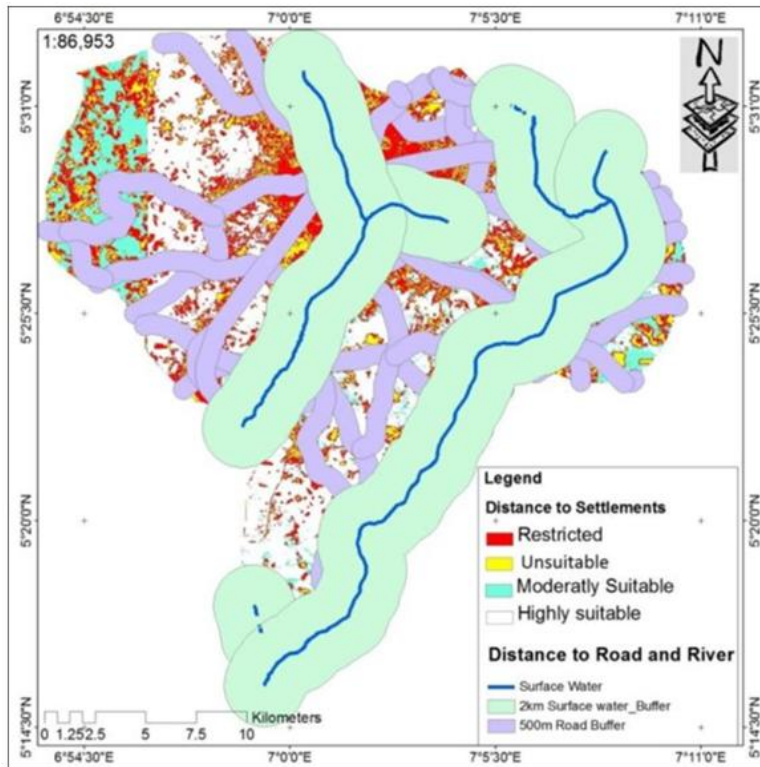 6°54'30"E 7°0'0"E 7°5'30"E 7°11'0"E
1:86,953
N
5°31'0"N 5°31'0"N
5°25'30"N 5°25'30"N
Legend
Distance to Settlements
Restricted
Unsuitable
5°20'0"N 5°20'0"N
Moderatly Suitable
Highly suitable
Distance to Road and River
Surface Water
2km Surface water_Buffer
500m Road Buffer
Kilometers
0 1.252.5 5 7.5 10
5°14'30"N 5°14'30"N
6°54'30"E 7°0'0"E 7°5'30"E 7°11'0"E